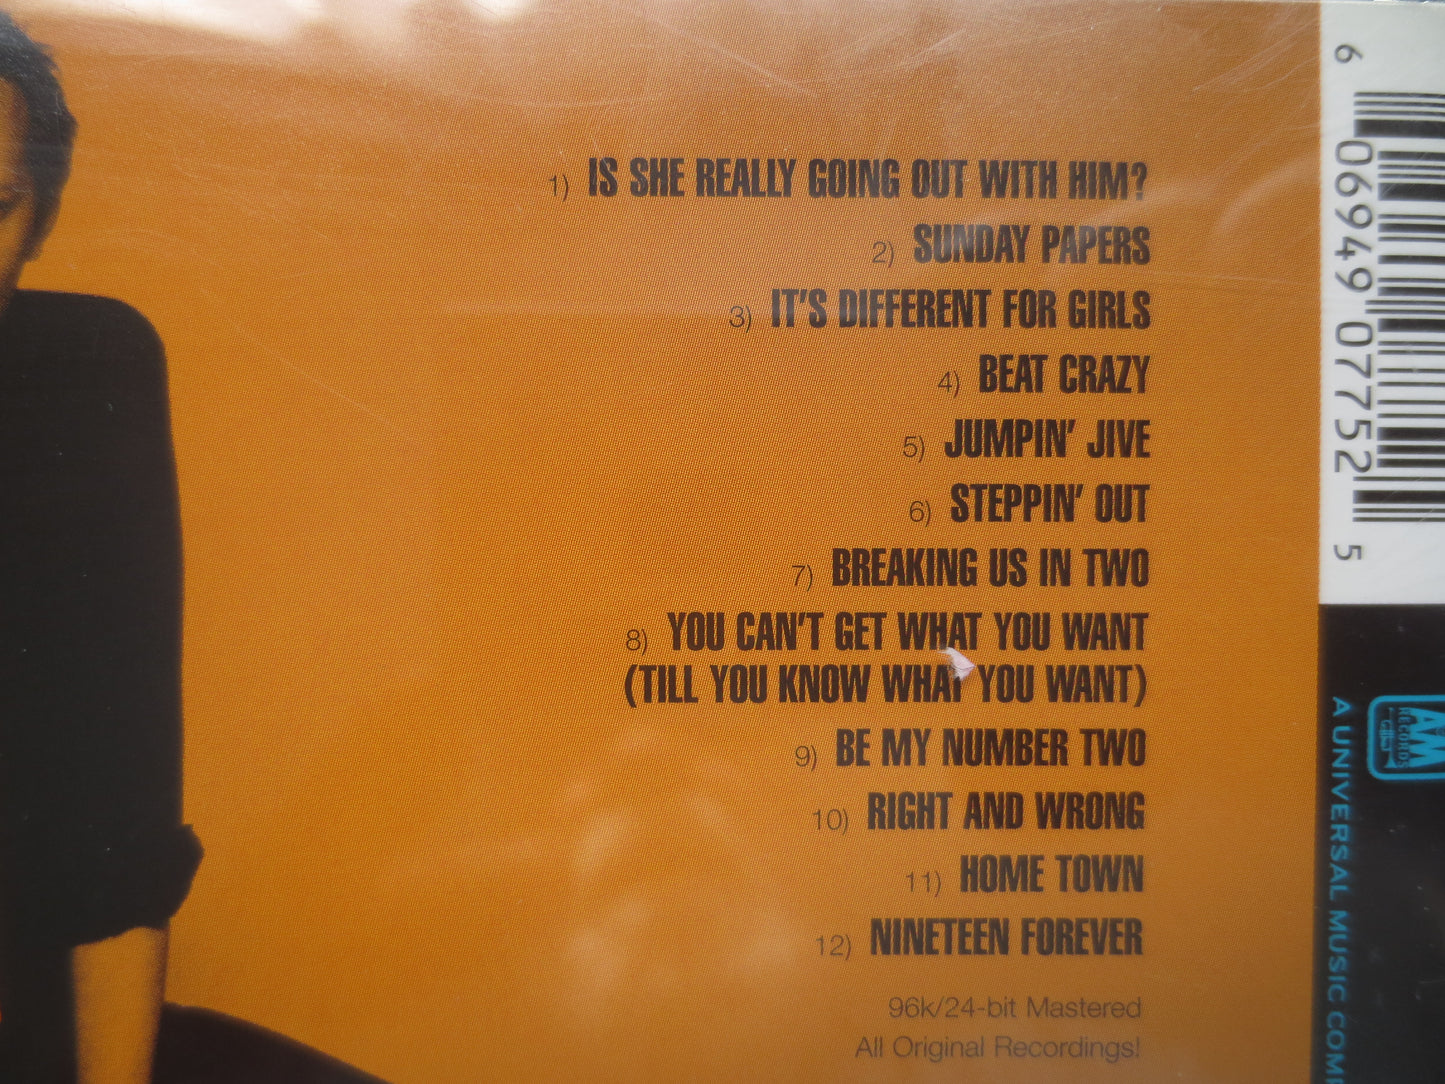 1) IS SHE REALLY GOING OUT WITH HIM?
2) SUNDAY PAPERS
3) IT'S DIFFERENT FOR GIRLS
4) BEAT CRAZY
5) JUMPIN' JIVE
6) STEPPIN' OUT
7) BREAKING US IN TWO
8) YOU CAN'T GET WHAT YOU WANT
(TILL YOU KNOW WHAT YOU WANT)
9) BE MY NUMBER TWO
10) RIGHT AND WRONG
11) HOME TOWN
12) NINETEEN FOREVER
96k/24-bit Mastered
All Original Recordings!
6 06949 07752 5
A&M
RECORDS
A UNIVERSAL MUSIC COMP